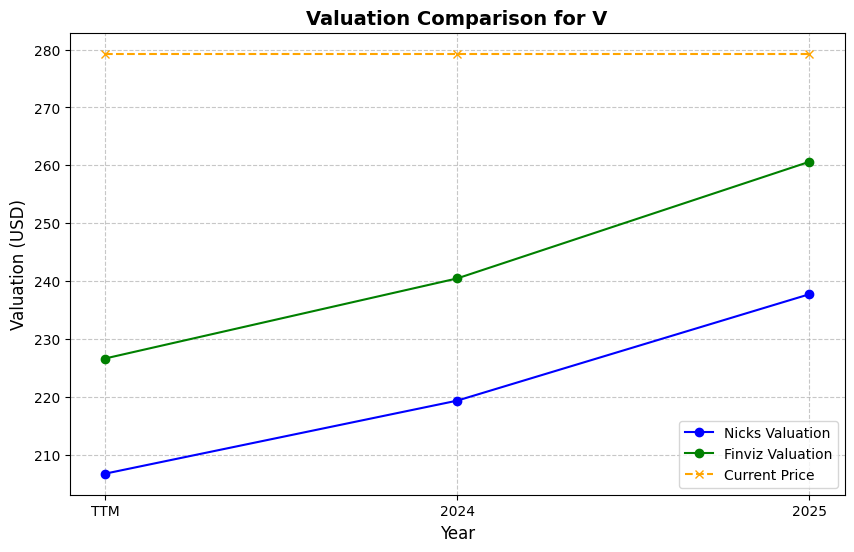 Valuation Comparison for V
Valuation (USD)
280
270
260
250
240
230
220
210
TTM
2024
2025
Year
Nicks Valuation
Finviz Valuation
Current Price